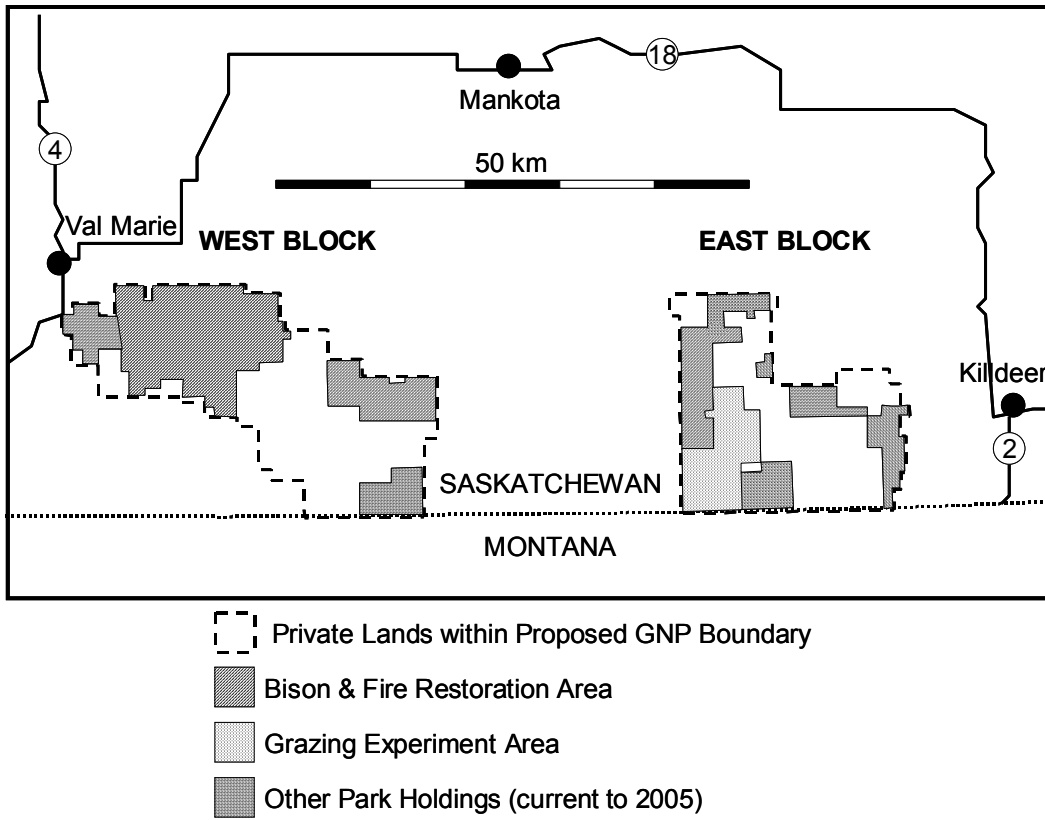 18
Mankota
4
50 km
Val Marie
WEST BLOCK
EAST BLOCK
Killdeer
2
SASKATCHEWAN
MONTANA
Private Lands within Proposed GNP Boundary
Bison & Fire Restoration Area
Grazing Experiment Area
Other Park Holdings (current to 2005)